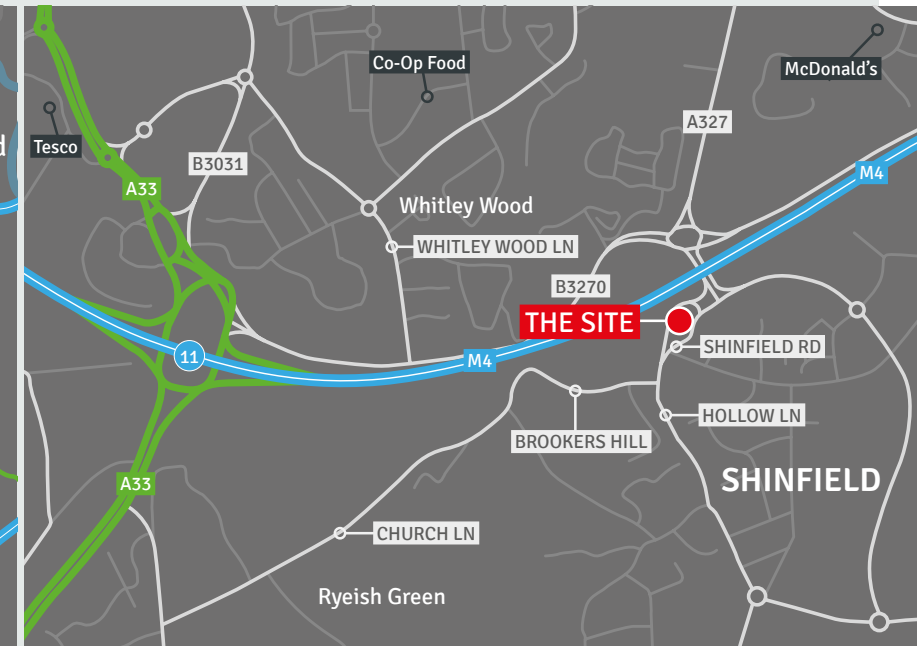 Co-Op Food
McDonald's
A327
Tesco
B3031
M4
A33
Whitley Wood
WHITLEY WOOD LN
B3270
THE SITE
SHINFIELD RD
11
M4
HOLLOW LN
BROOKERS HILL
SHINFIELD
A33
CHURCH LN
Ryeish Green